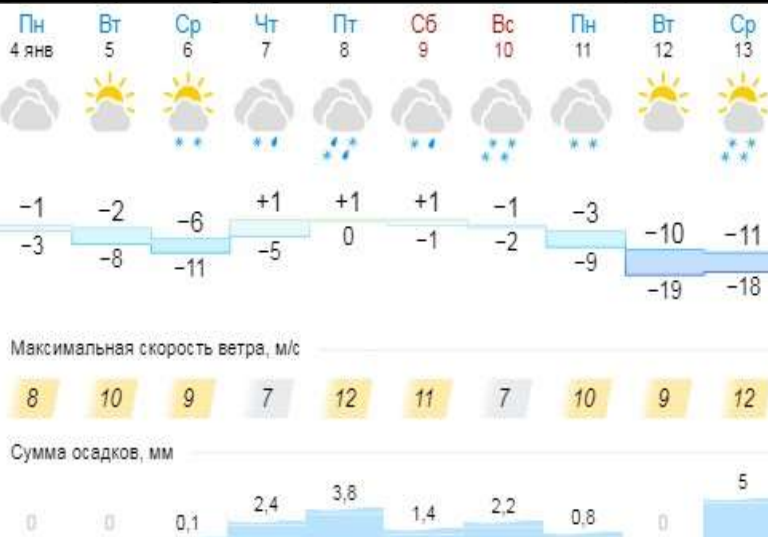 Пн Вт Ср Чт Пт Сб Вс Пн Вт Ср
4 янв 5 6 7 8 9 10 11 12 13
−1 −2 −6 +1 +1 +1 −1 −3 −10 −11
−3 −8 −11 −5 0 −1 −2 −9 −19 −18
Максимальная скорость ветра, м/с
8 10 9 7 12 11 7 10 9 12
Сумма осадков, мм
0 0 0,1 2,4 3,8 1,4 2,2 0,8 0 5